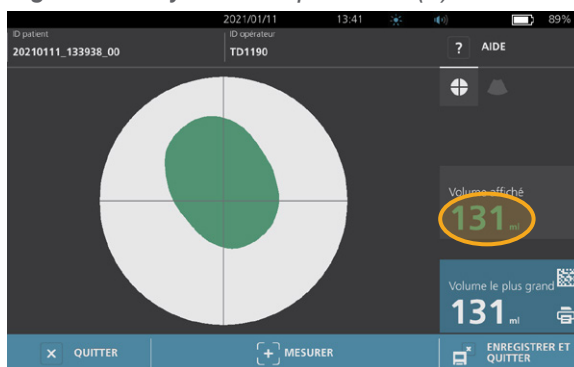 2021/01/11 13:41 89%
ID patient
20210111_133938_00
ID opérateur
TD1190
? AIDE
Volume affiché
131 ml
Volume le plus grand
131 ml
X QUITTER
[+] MESURER
ENREGISTRER ET
QUITTER